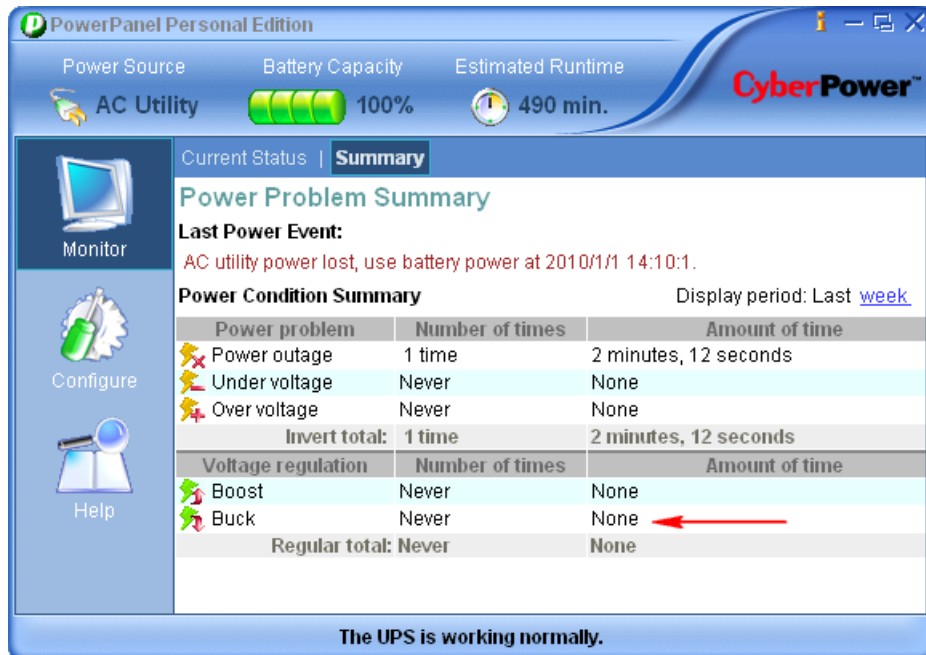 PowerPanel Personal Edition
Power Source Battery Capacity Estimated Runtime
AC Utility 100% 490 min.
CyberPower™
Current Status | Summary
Monitor
Configure
Help
Power Problem Summary
Last Power Event:
AC utility power lost, use battery power at 2010/1/1 14:10:1.
Power Condition Summary Display period: Last week
Power problem Number of times Amount of time
Power outage 1 time 2 minutes, 12 seconds
Under voltage Never None
Over voltage Never None
Invert total: 1 time 2 minutes, 12 seconds
Voltage regulation Number of times Amount of time
Boost Never None
Buck Never None
Regular total: Never None
The UPS is working normally.